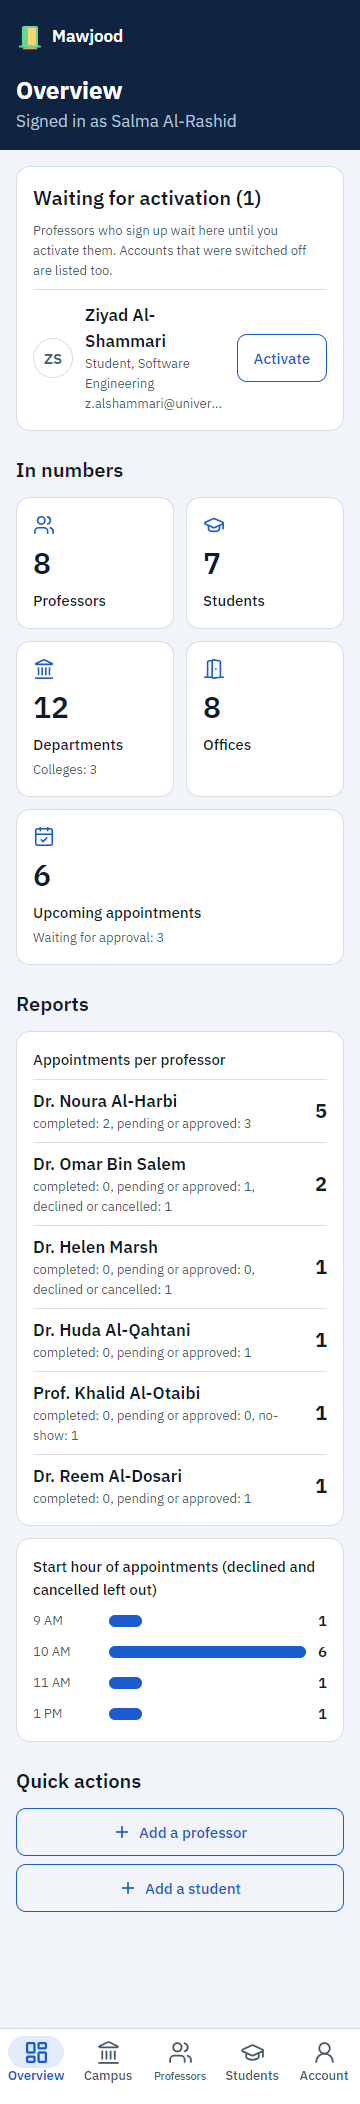 Mawjood
Overview
Signed in as Salma Al-Rashid
Waiting for activation (1)
Professors who sign up wait here until you
activate them. Accounts that were switched off
are listed too.
ZS
Ziyad Al-
Shammari
Student, Software
Engineering
z.alshammari@univer...
Activate
In numbers
8
Professors
7
Students
12
Departments
Colleges: 3
8
Offices
6
Upcoming appointments
Waiting for approval: 3
Reports
Appointments per professor
Dr. Noura Al-Harbi
completed: 2, pending or approved: 3
5
Dr. Omar Bin Salem
completed: 0, pending or approved: 1,
declined or cancelled: 1
2
Dr. Helen Marsh
completed: 0, pending or approved: 0,
declined or cancelled: 1
1
Dr. Huda Al-Qahtani
completed: 0, pending or approved: 1
1
Prof. Khalid Al-Otaibi
completed: 0, pending or approved: 0, no-
show: 1
1
Dr. Reem Al-Dosari
completed: 0, pending or approved: 1
1
Start hour of appointments (declined and
cancelled left out)
9 AM 1
10 AM 6
11 AM 1
1 PM 1
Quick actions
+ Add a professor
+ Add a student
Overview Campus Professors Students Account